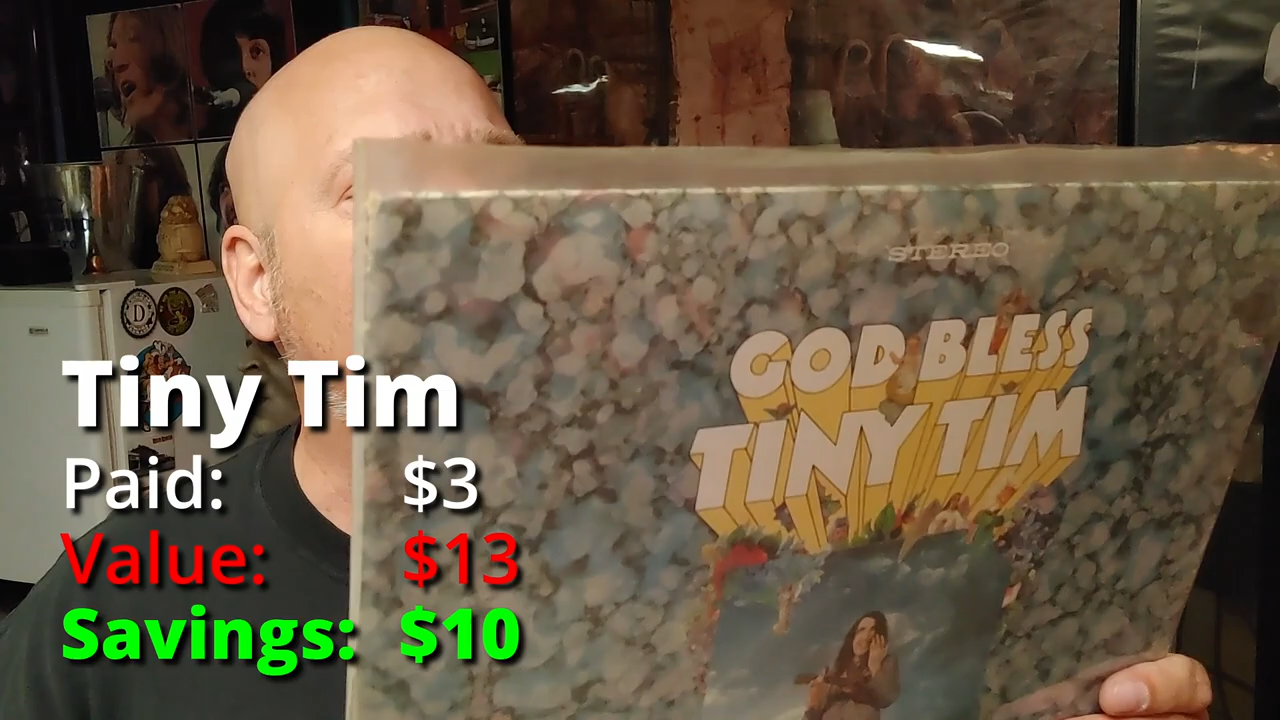 STEREO
GOD BLESS
TINY TIM
Tiny Tim
Paid: $3
Value: $13
Savings: $10
D